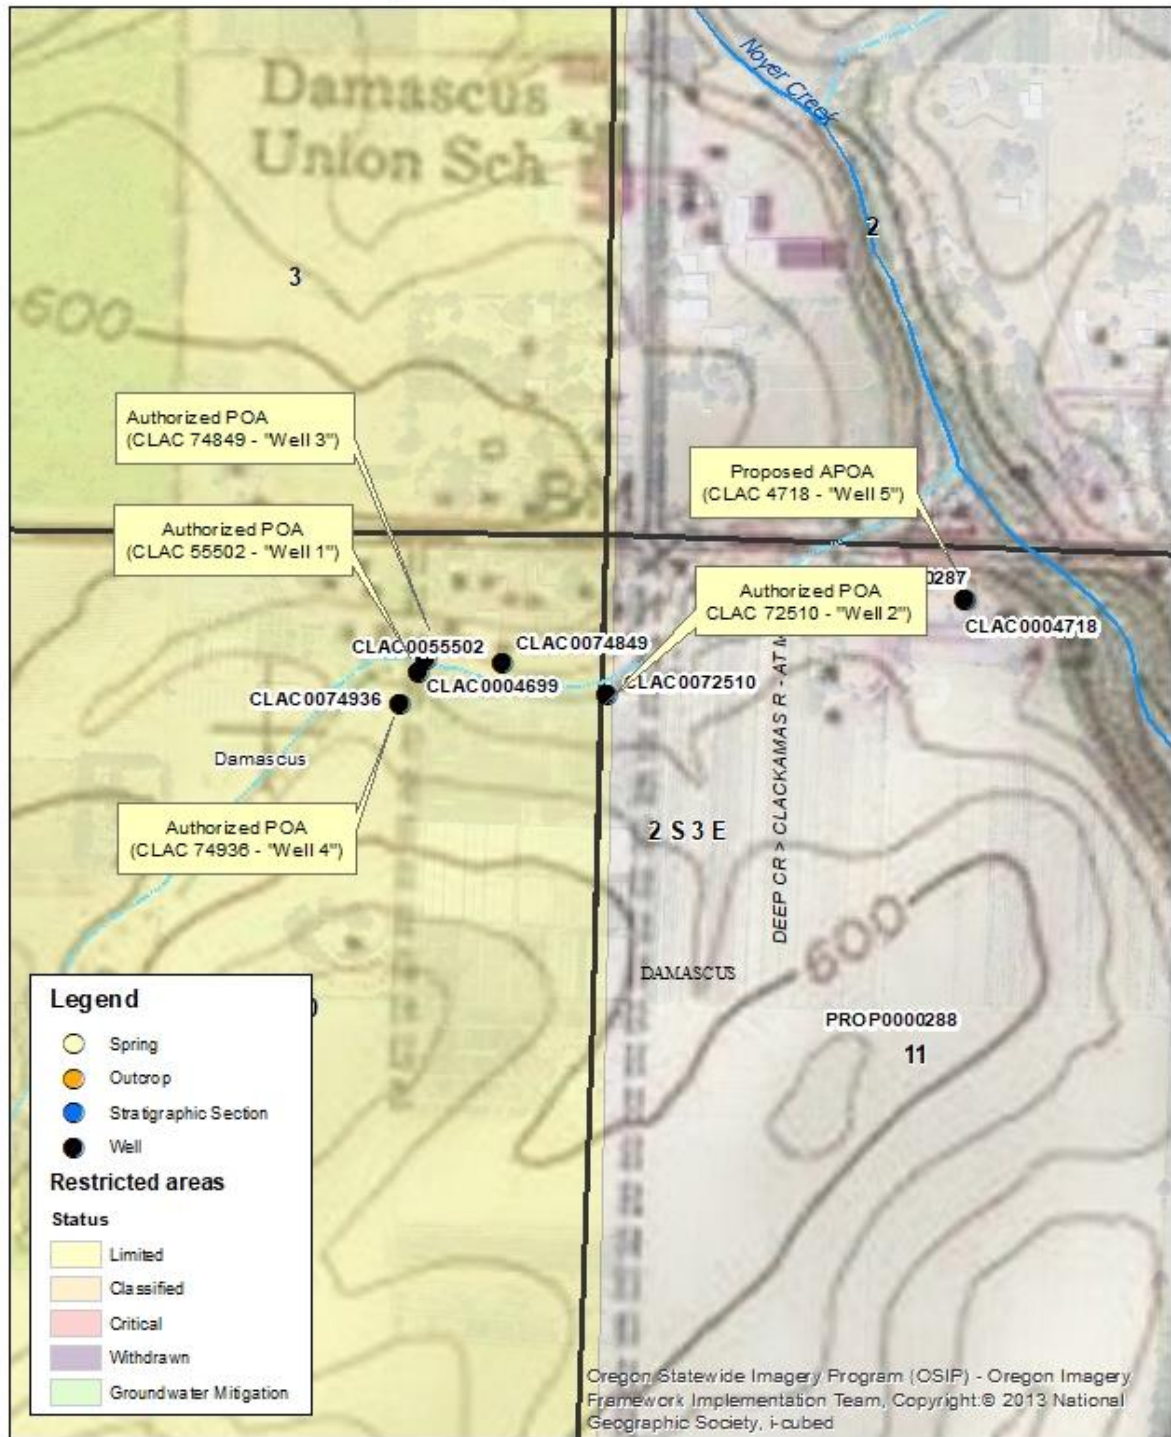 Damascus
Union Sch
Noyer Creek
2
3
600
Authorized POA
(CLAC 74849 - "Well 3")
Proposed APOA
(CLAC 4718 - "Well 5")
Authorized POA
(CLAC 55502 - "Well 1")
Authorized POA
CLAC 72510 - "Well 2")
0287
CLAC0004718
CLAC0055502
CLAC0074849
CLAC0004699
CLAC0072510
CLAC0074936
Damascus
Authorized POA
(CLAC 74936 - "Well 4")
2 S 3 E
DEEP CR > CLACKAMAS R - AT M
600
DAMASCUS
PROP0000288
11
Legend
Spring
Outcrop
Stratigraphic Section
Well
Restricted areas
Status
Limited
Classified
Critical
Withdrawn
Groundwater Mitigation
Oregon Statewide Imagery Program (OSIP) - Oregon Imagery
Framework Implementation Team, Copyright:© 2013 National
Geographic Society, i-cubed